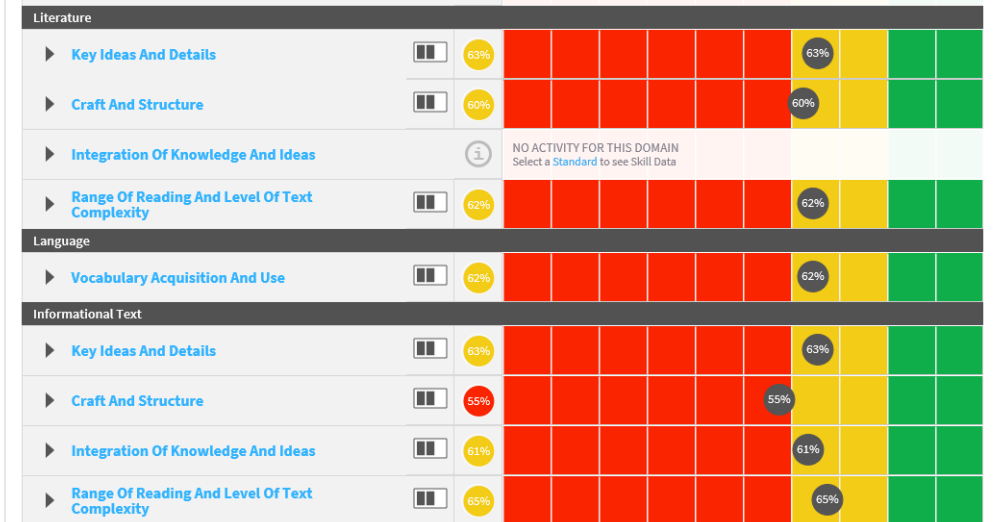 Literature
Key Ideas And Details 63% 63%
Craft And Structure 60% 60%
Integration Of Knowledge And Ideas i NO ACTIVITY FOR THIS DOMAIN
Select a Standard to see Skill Data
Range Of Reading And Level Of Text
Complexity 62% 62%
Language
Vocabulary Acquisition And Use 62% 62%
Informational Text
Key Ideas And Details 63% 63%
Craft And Structure 55% 55%
Integration Of Knowledge And Ideas 61% 61%
Range Of Reading And Level Of Text
Complexity 65% 65%